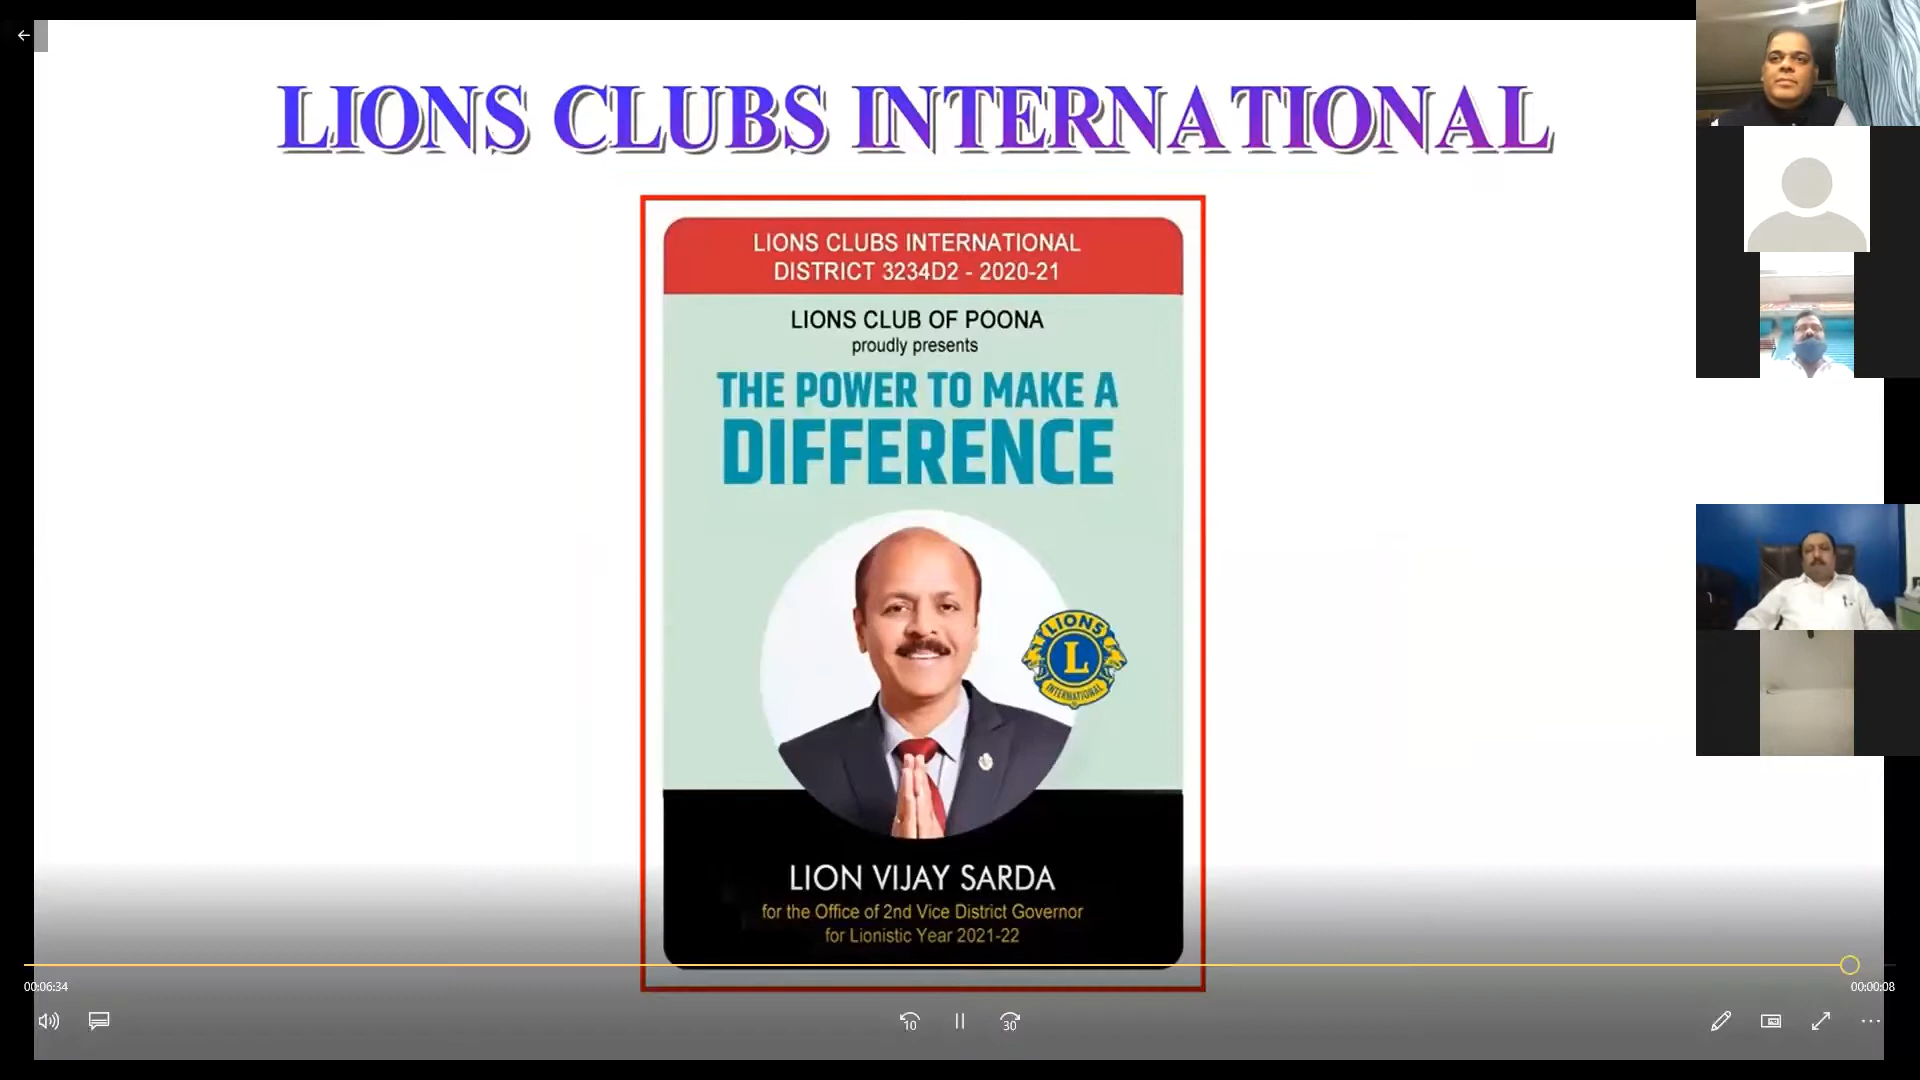 LIONS CLUBS INTERNATIONAL
LIONS CLUBS INTERNATIONAL
DISTRICT 3234D2 - 2020-21
LIONS CLUB OF POONA
proudly presents
THE POWER TO MAKE A
DIFFERENCE
LIONS
L
INTERNATIONAL
LION VIJAY SARDA
for the Office of 2nd Vice District Governor
for Lionistic Year 2021-22
00:06:34
00:00:08
10
30